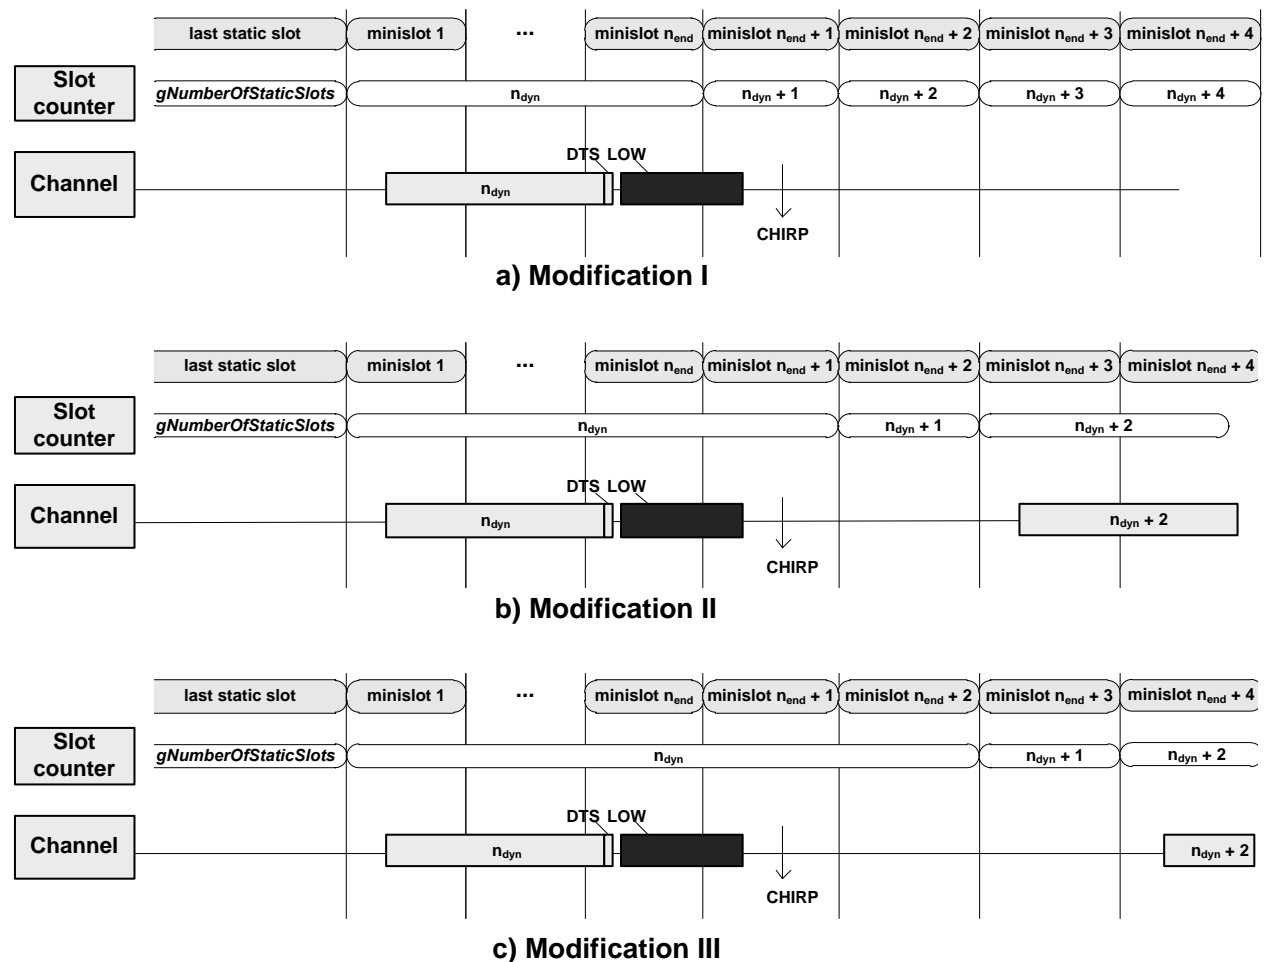 last static slot minislot 1 ... minislot nend minislot nend + 1 minislot nend + 2 minislot nend + 3 minislot nend + 4
Slot counter gNumberOfStaticSlots ndyn ndyn + 1 ndyn + 2 ndyn + 3 ndyn + 4
DTS LOW
Channel ndyn
CHIRP
a) Modification I
last static slot minislot 1 ... minislot nend minislot nend + 1 minislot nend + 2 minislot nend + 3 minislot nend + 4
Slot counter gNumberOfStaticSlots ndyn ndyn + 1 ndyn + 2
DTS LOW
Channel ndyn ndyn + 2
CHIRP
b) Modification II
last static slot minislot 1 ... minislot nend minislot nend + 1 minislot nend + 2 minislot nend + 3 minislot nend + 4
Slot counter gNumberOfStaticSlots ndyn ndyn + 1 ndyn + 2
DTS LOW
Channel ndyn ndyn + 2
CHIRP
c) Modification III